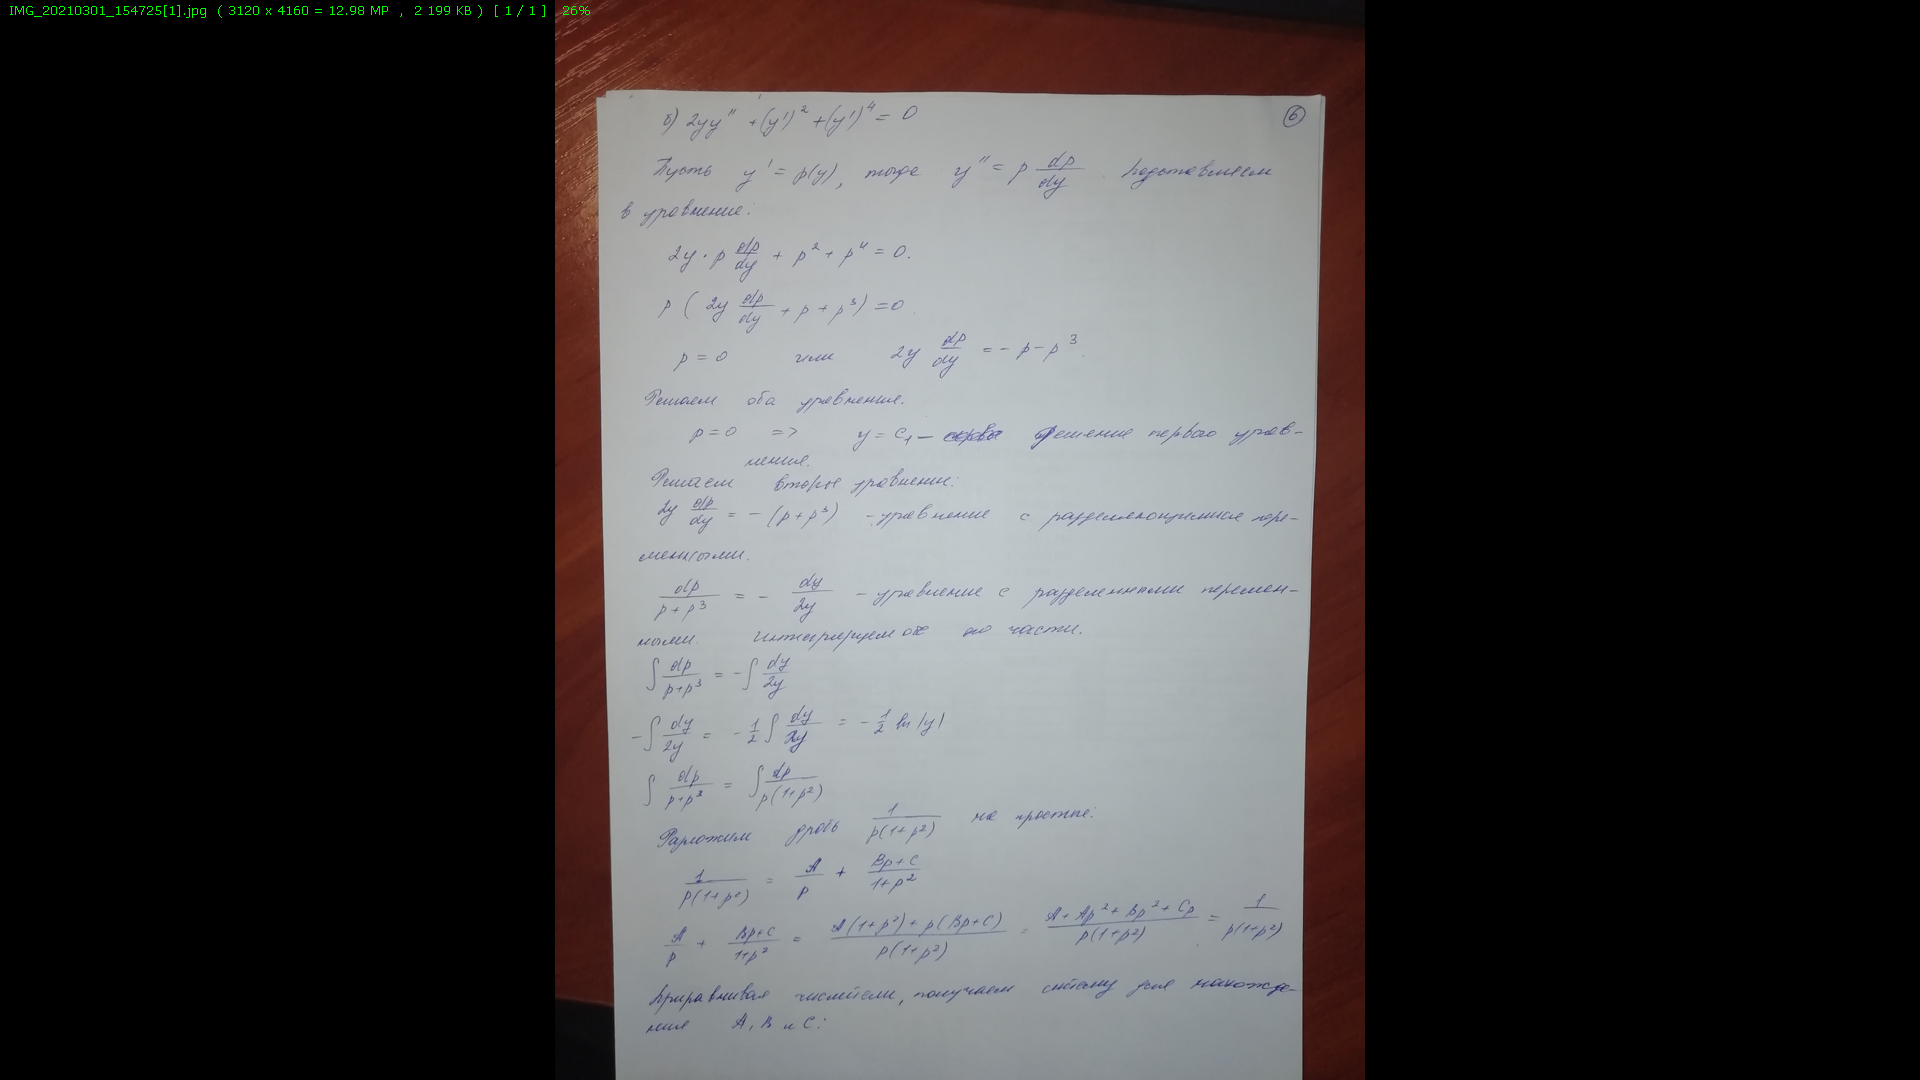 IMG_20210301_154725[1].jpg ( 3120 x 4160 = 12.98 MP , 2 199 KB ) [ 1 / 1 ] 26%
б) 2yy'' + (y')² + (y')⁴ = 0
6
Пусть y' = p(y), тогда y'' = p dp/dy Подставляем
в уравнение:
2y · p dp/dy + p² + p⁴ = 0.
p ( 2y dp/dy + p + p³ ) = 0
p = 0 или 2y dp/dy = - p - p³.
Решаем оба уравнения.
p = 0 => y = C₁ - решение первого урав-
нения.
Решаем второе уравнение:
2y dp/dy = - (p + p³) - уравнение с разделяющимися пере-
менными.
dp/(p + p³) = - dy/2y - уравнение с разделенными перемен-
ными. Интегрируем обе его части.
∫ dp/(p+p³) = - ∫ dy/2y
- ∫ dy/2y = - 1/2 ∫ dy/y = - 1/2 ln |y|
∫ dp/(p+p³) = ∫ dp/(p(1+p²))
Разложим дробь 1/(p(1+p²)) на простые:
1/(p(1+p²)) = A/p + (Bp+C)/(1+p²)
A/p + (Bp+C)/(1+p²) = (A(1+p²) + p(Bp+C))/(p(1+p²)) = (A + Ap² + Bp² + Cp)/(p(1+p²)) = 1/(p(1+p²))
Приравнивая числители, получаем систему для нахожде-
ния A, B и C: